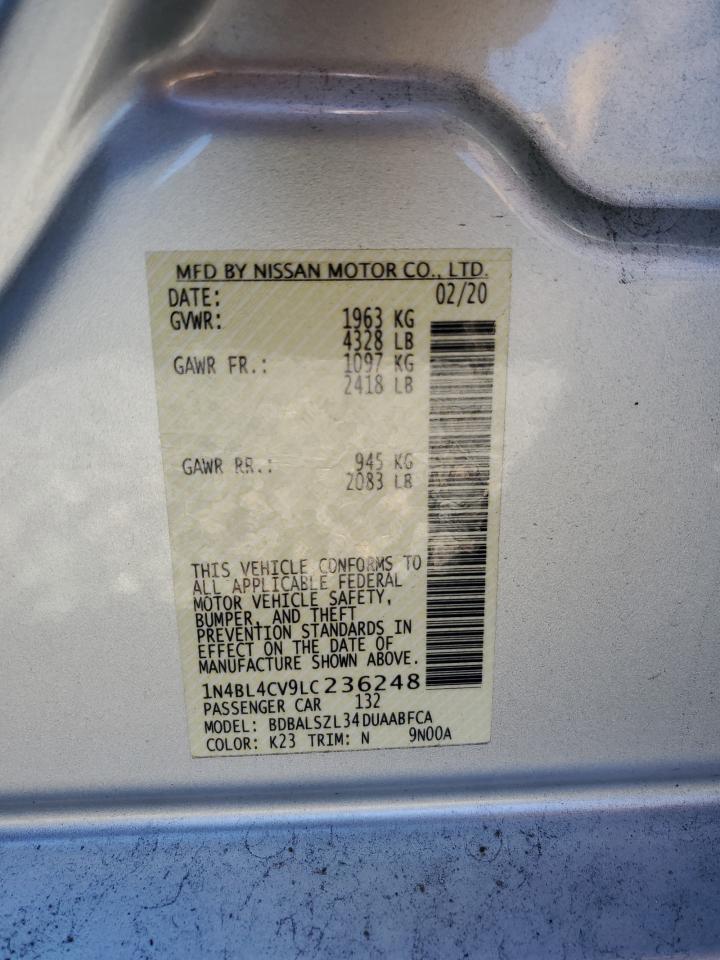 MFD BY NISSAN MOTOR CO., LTD.
DATE: 02/20
GVWR: 1963 KG
4328 LB
GAWR FR.: 1097 KG
2418 LB
GAWR RR.: 945 KG
2083 LB
THIS VEHICLE CONFORMS TO
ALL APPLICABLE FEDERAL
MOTOR VEHICLE SAFETY,
BUMPER, AND THEFT
PREVENTION STANDARDS IN
EFFECT ON THE DATE OF
MANUFACTURE SHOWN ABOVE.
1N4BL4CV9LC236248
PASSENGER CAR 132
MODEL: BDBALSZL34DUAABFCA
COLOR: K23 TRIM: N 9N00A